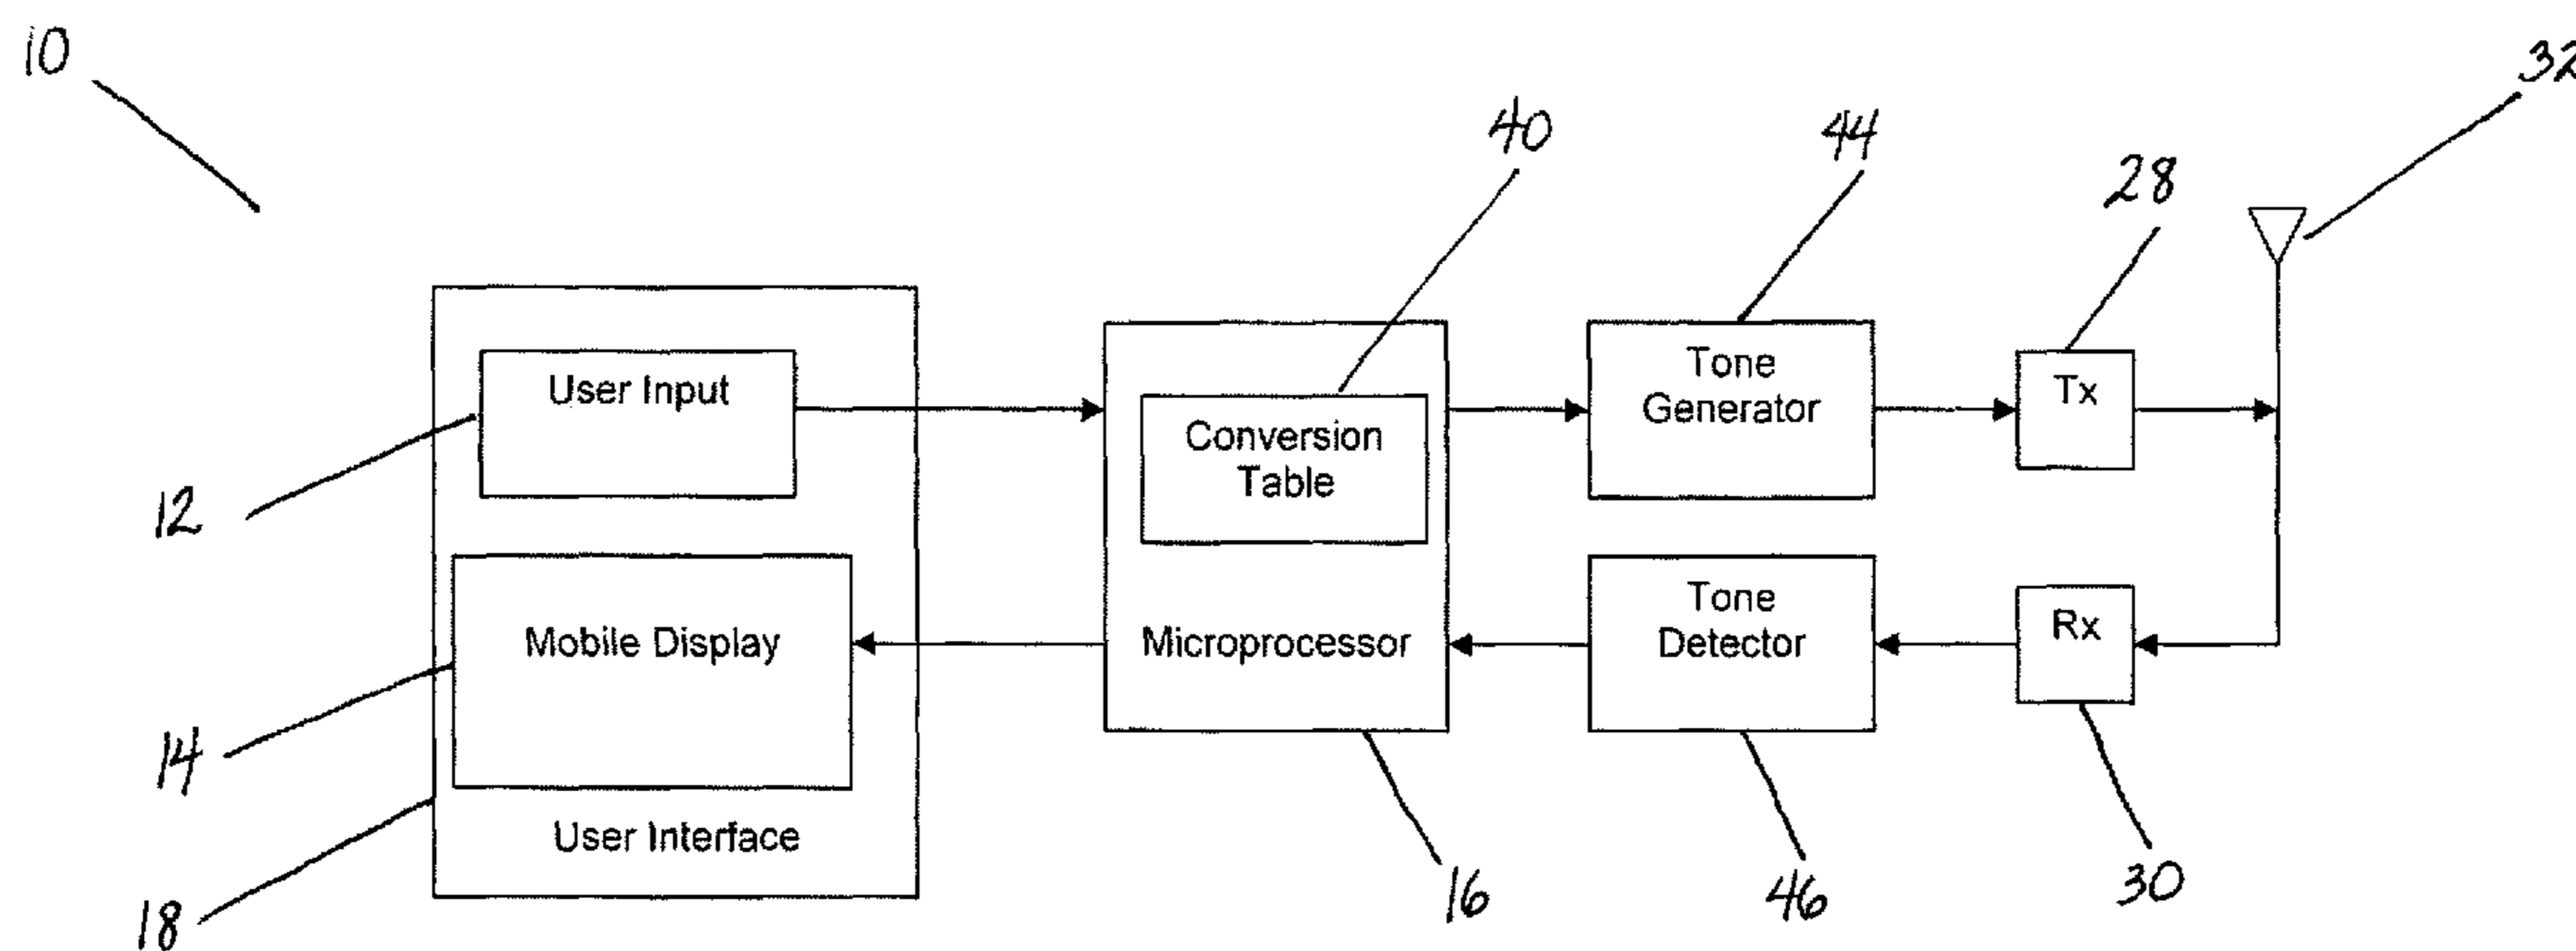 10
32
40
44
28
User Input
Conversion
Table
Tone
Generator
Tx
12
Mobile Display
Microprocessor
Tone
Detector
Rx
14
User Interface
18
16
46
30